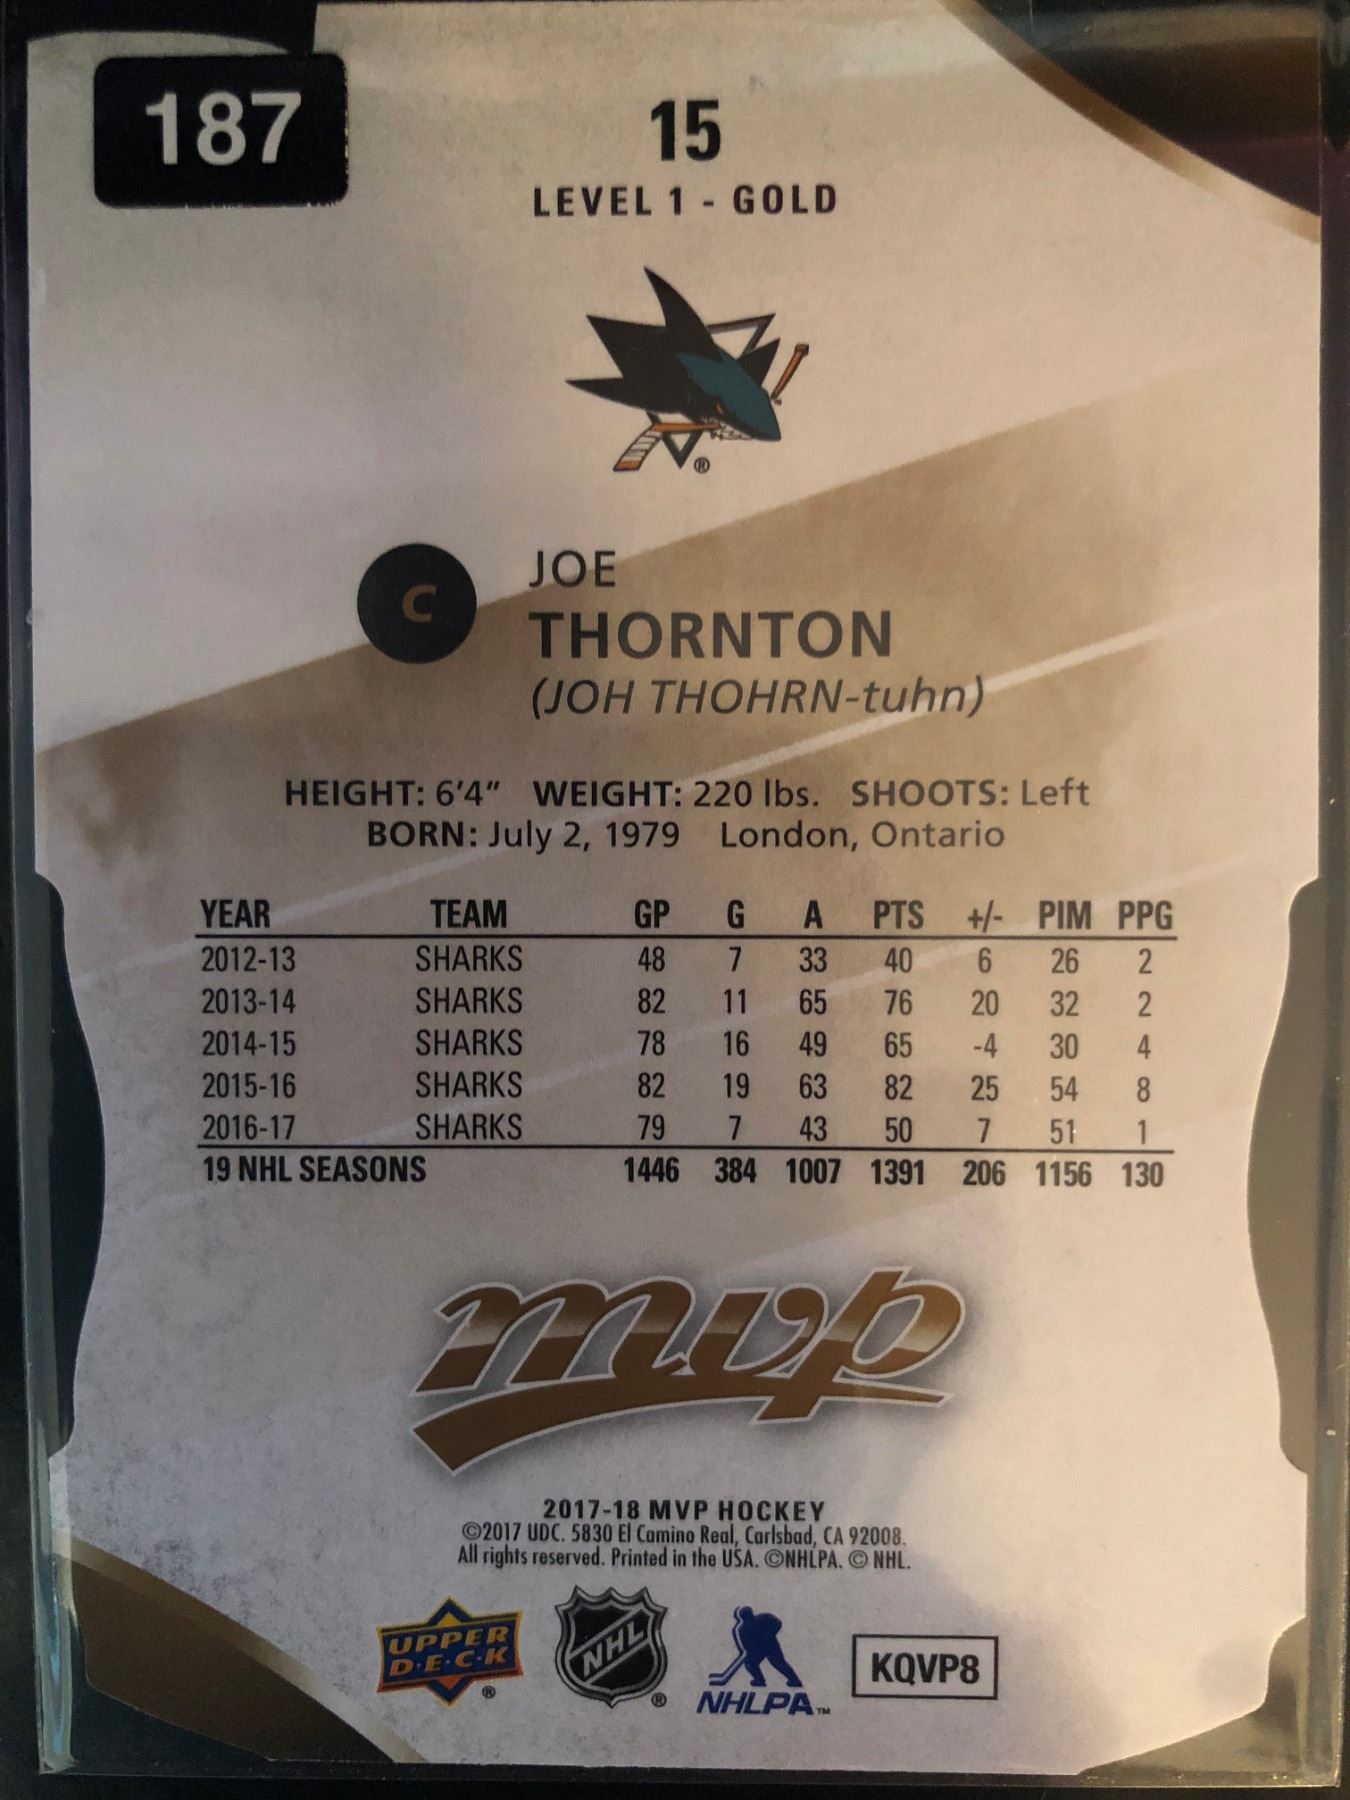 187
15
LEVEL 1 - GOLD
®
C
JOE
THORNTON
(JOH THOHRN-tuhn)
HEIGHT: 6'4" WEIGHT: 220 lbs. SHOOTS: Left
BORN: July 2, 1979 London, Ontario
YEAR TEAM GP G A PTS +/- PIM PPG
2012-13 SHARKS 48 7 33 40 6 26 2
2013-14 SHARKS 82 11 65 76 20 32 2
2014-15 SHARKS 78 16 49 65 -4 30 4
2015-16 SHARKS 82 19 63 82 25 54 8
2016-17 SHARKS 79 7 43 50 7 51 1
19 NHL SEASONS 1446 384 1007 1391 206 1156 130
mvp
2017-18 MVP HOCKEY
©2017 UDC. 5830 El Camino Real, Carlsbad, CA 92008.
All rights reserved. Printed in the USA. ©NHLPA. © NHL.
UPPER
D·E·C·K
®
NHL
®
NHLPA™
KQVP8